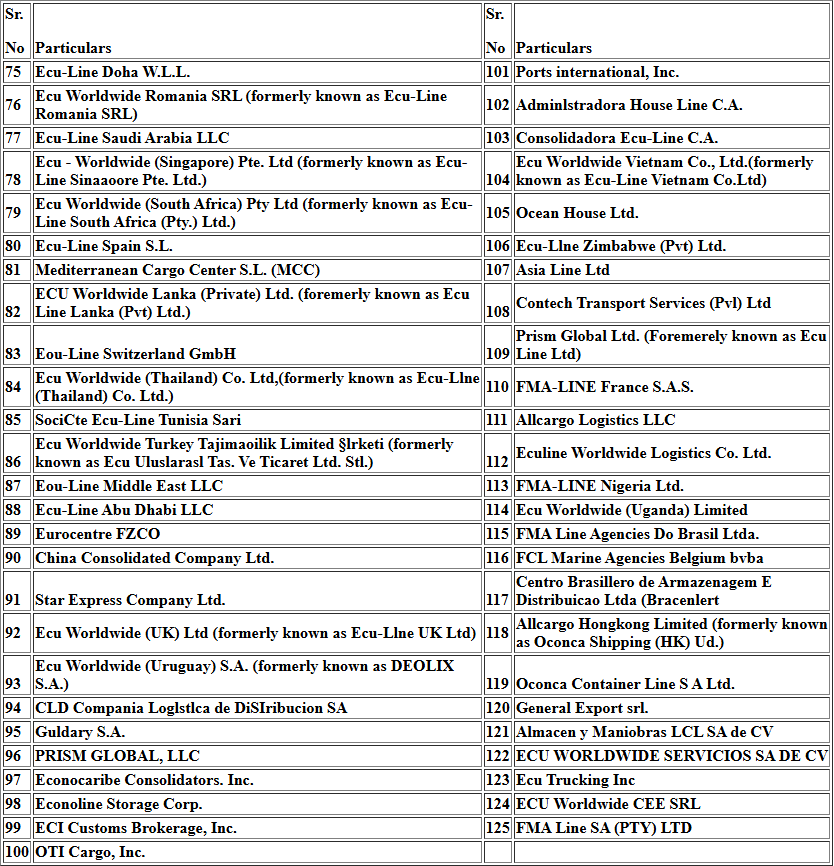 Sr.
No Particulars
75 Ecu-Line Doha W.L.L.
76 Ecu Worldwide Romania SRL (formerly known as Ecu-Line
Romania SRL)
77 Ecu-Line Saudi Arabia LLC
78 Ecu - Worldwide (Singapore) Pte. Ltd (formerly known as Ecu-
Line Sinaaoore Pte. Ltd.)
79 Ecu Worldwide (South Africa) Pty Ltd (formerly known as Ecu-
Line South Africa (Pty.) Ltd.)
80 Ecu-Line Spain S.L.
81 Mediterranean Cargo Center S.L. (MCC)
82 ECU Worldwide Lanka (Private) Ltd. (foremerly known as Ecu
Line Lanka (Pvt) Ltd.)
83 Eou-Line Switzerland GmbH
84 Ecu Worldwide (Thailand) Co. Ltd,(formerly known as Ecu-Llne
(Thailand) Co. Ltd.)
85 SociCte Ecu-Line Tunisia Sari
86 Ecu Worldwide Turkey Tajimaoilik Limited §lrketi (formerly
known as Ecu Uluslarasl Tas. Ve Ticaret Ltd. Stl.)
87 Eou-Line Middle East LLC
88 Ecu-Line Abu Dhabi LLC
89 Eurocentre FZCO
90 China Consolidated Company Ltd.
91 Star Express Company Ltd.
92 Ecu Worldwide (UK) Ltd (formerly known as Ecu-Llne UK Ltd)
93 Ecu Worldwide (Uruguay) S.A. (formerly known as DEOLIX
S.A.)
94 CLD Compania Loglstlca de DiSIribucion SA
95 Guldary S.A.
96 PRISM GLOBAL, LLC
97 Econocaribe Consolidators. Inc.
98 Econoline Storage Corp.
99 ECI Customs Brokerage, Inc.
100 OTI Cargo, Inc.
Sr.
No Particulars
101 Ports international, Inc.
102 Adminlstradora House Line C.A.
103 Consolidadora Ecu-Line C.A.
104 Ecu Worldwide Vietnam Co., Ltd.(formerly
known as Ecu-Line Vietnam Co.Ltd)
105 Ocean House Ltd.
106 Ecu-Llne Zimbabwe (Pvt) Ltd.
107 Asia Line Ltd
108 Contech Transport Services (Pvl) Ltd
109 Prism Global Ltd. (Foremerely known as Ecu
Line Ltd)
110 FMA-LINE France S.A.S.
111 Allcargo Logistics LLC
112 Eculine Worldwide Logistics Co. Ltd.
113 FMA-LINE Nigeria Ltd.
114 Ecu Worldwide (Uganda) Limited
115 FMA Line Agencies Do Brasil Ltda.
116 FCL Marine Agencies Belgium bvba
117 Centro Brasillero de Armazenagem E
Distribuicao Ltda (Bracenlert
118 Allcargo Hongkong Limited (formerly known
as Oconca Shipping (HK) Ud.)
119 Oconca Container Line S A Ltd.
120 General Export srl.
121 Almacen y Maniobras LCL SA de CV
122 ECU WORLDWIDE SERVICIOS SA DE CV
123 Ecu Trucking Inc
124 ECU Worldwide CEE SRL
125 FMA Line SA (PTY) LTD